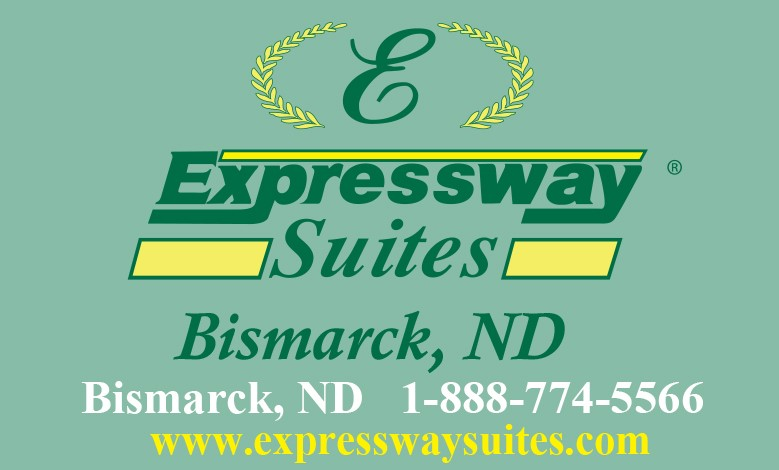 E
Expressway ®
Suites
Bismarck, ND
Bismarck, ND 1-888-774-5566
www.expresswaysuites.com